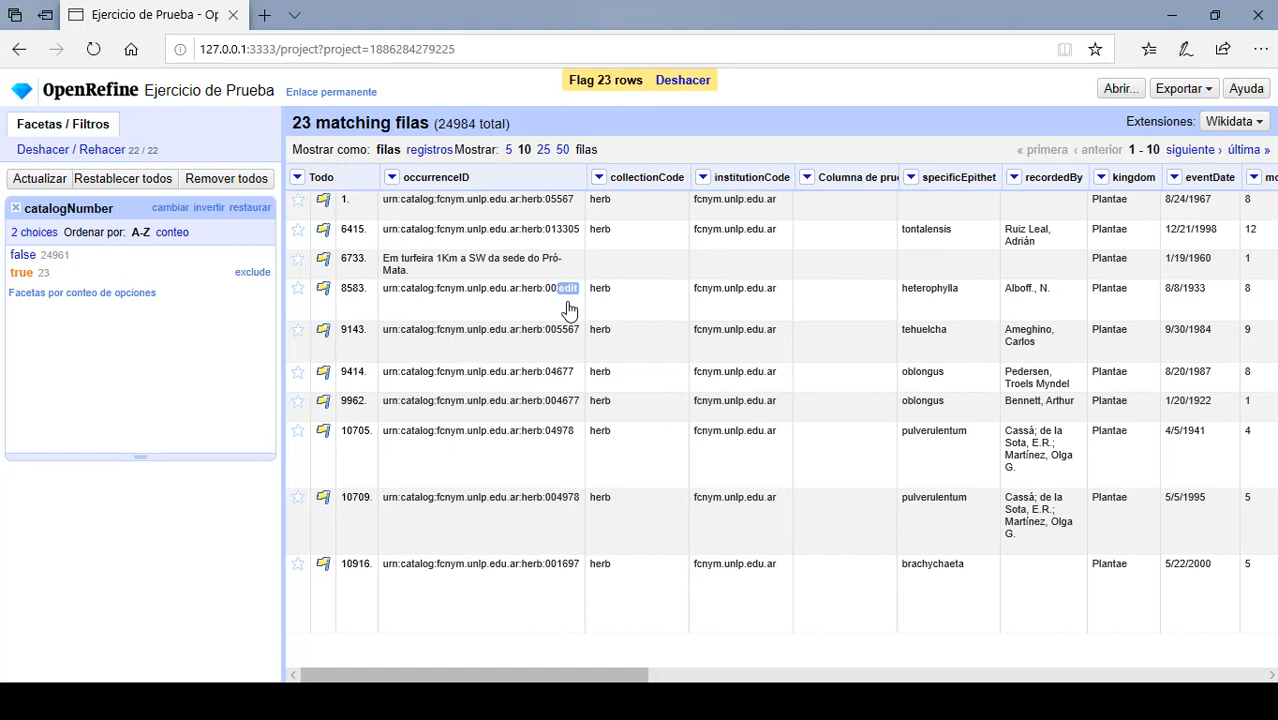 Ejercicio de Prueba - Op
127.0.0.1:3333/project?project=1886284279225
OpenRefine Ejercicio de Prueba Enlace permanente
Flag 23 rows Deshacer
Abrir... Exportar Ayuda
Facetas / Filtros
Deshacer / Rehacer 22 / 22
Actualizar Restablecer todos Remover todos
catalogNumber cambiar invertir restaurar
2 choices Ordenar por: A-Z conteo
false 24961
true 23 exclude
Facetas por conteo de opciones
23 matching filas (24984 total)
Extensiones: Wikidata
Mostrar como: filas registros Mostrar: 5 10 25 50 filas
« primera ‹ anterior 1 - 10 siguiente › última »
Todo occurrenceID collectionCode institutionCode Columna de pru specificEpithet recordedBy kingdom eventDate mo
1. urn:catalog:fcnym.unlp.edu.ar:herb:05567 herb fcnym.unlp.edu.ar Plantae 8/24/1967 8
6415. urn:catalog:fcnym.unlp.edu.ar:herb:013305 herb fcnym.unlp.edu.ar tontalensis Ruiz Leal, Plantae 12/21/1998 12
Adrián
6733. Em turfeira 1Km a SW da sede do Pró- Plantae 1/19/1960 1
Mata.
8583. urn:catalog:fcnym.unlp.edu.ar:herb:00 edit herb fcnym.unlp.edu.ar heterophylla Alboff., N. Plantae 8/8/1933 8
9143. urn:catalog:fcnym.unlp.edu.ar:herb:005567 herb fcnym.unlp.edu.ar tehuelcha Ameghino, Plantae 9/30/1984 9
Carlos
9414. urn:catalog:fcnym.unlp.edu.ar:herb:04677 herb fcnym.unlp.edu.ar oblongus Pedersen, Plantae 8/20/1987 8
Troels Myndel
9962. urn:catalog:fcnym.unlp.edu.ar:herb:004677 herb fcnym.unlp.edu.ar oblongus Bennett, Arthur Plantae 1/20/1922 1
10705. urn:catalog:fcnym.unlp.edu.ar:herb:04978 herb fcnym.unlp.edu.ar pulverulentum Cassá; de la Plantae 4/5/1941 4
Sota, E.R.;
Martínez, Olga
G.
10709. urn:catalog:fcnym.unlp.edu.ar:herb:004978 herb fcnym.unlp.edu.ar pulverulentum Cassá; de la Plantae 5/5/1995 5
Sota, E.R.;
Martínez, Olga
G.
10916. urn:catalog:fcnym.unlp.edu.ar:herb:001697 herb fcnym.unlp.edu.ar brachychaeta Plantae 5/22/2000 5